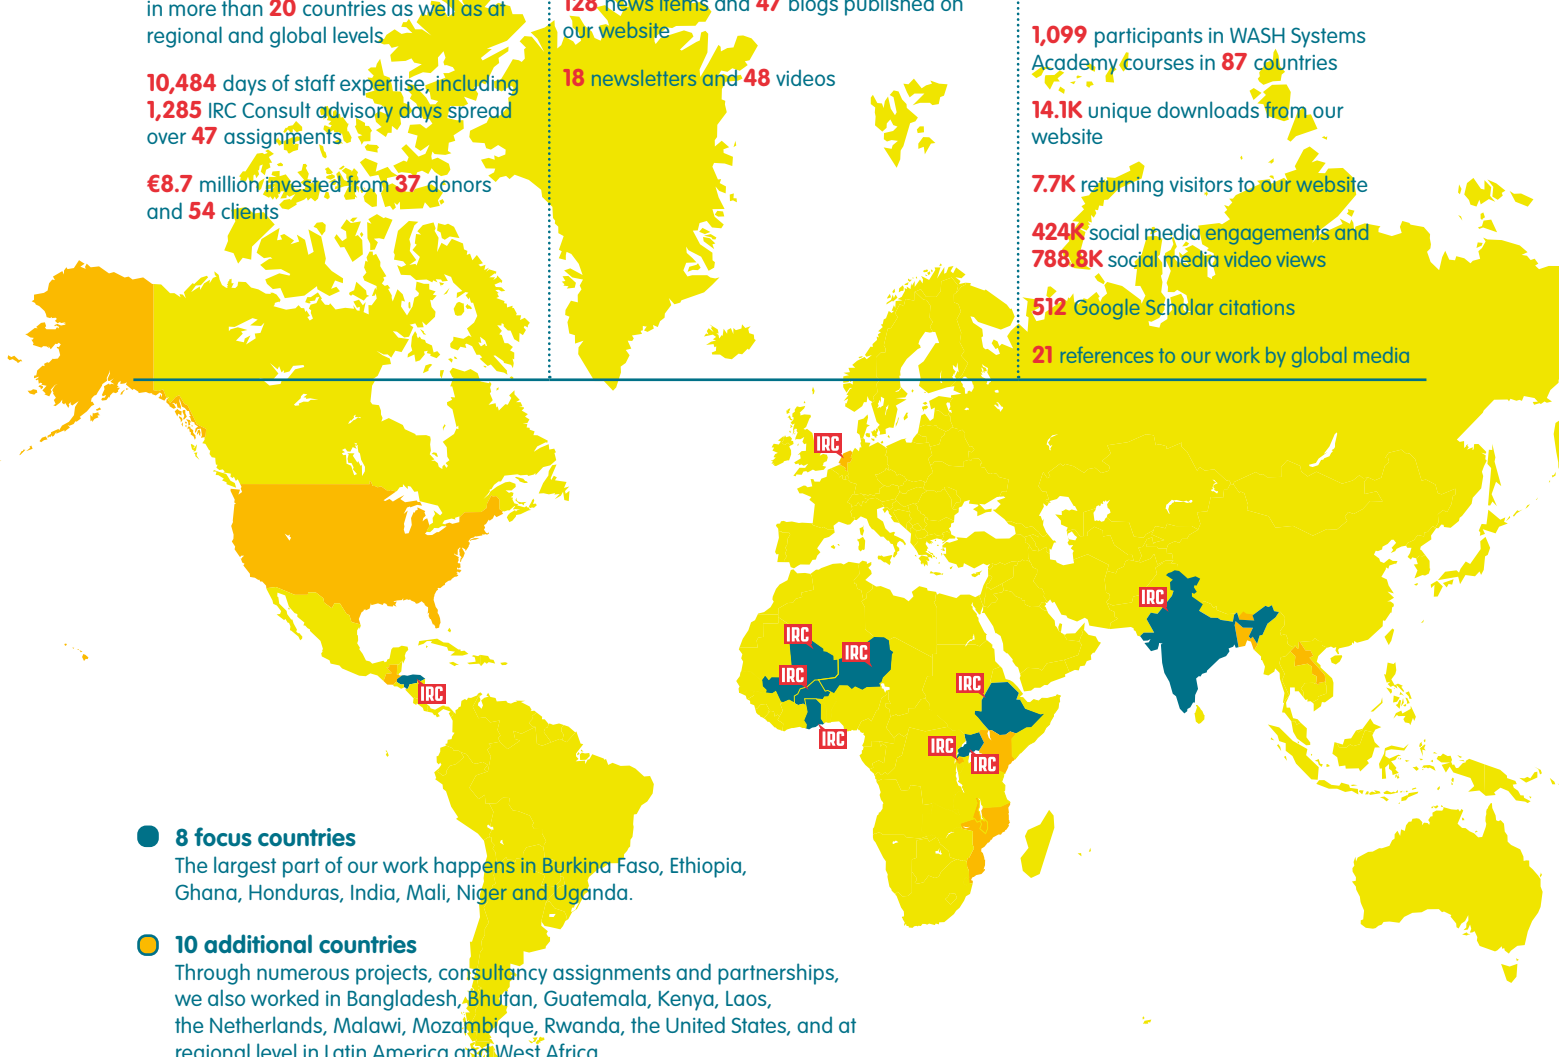 in more than 20 countries as well as at
regional and global levels
10,484 days of staff expertise, including
1,285 IRC Consult advisory days spread
over 47 assignments
€8.7 million invested from 37 donors
and 54 clients
128 news items and 47 blogs published on
our website
18 newsletters and 48 videos
1,099 participants in WASH Systems
Academy courses in 87 countries
14.1K unique downloads from our
website
7.7K returning visitors to our website
424K social media engagements and
788.8K social media video views
512 Google Scholar citations
21 references to our work by global media
IRC
IRC
IRC
IRC
IRC
IRC
IRC
IRC
IRC
IRC
8 focus countries
The largest part of our work happens in Burkina Faso, Ethiopia,
Ghana, Honduras, India, Mali, Niger and Uganda.
10 additional countries
Through numerous projects, consultancy assignments and partnerships,
we also worked in Bangladesh, Bhutan, Guatemala, Kenya, Laos,
the Netherlands, Malawi, Mozambique, Rwanda, the United States, and at
regional level in Latin America and West Africa